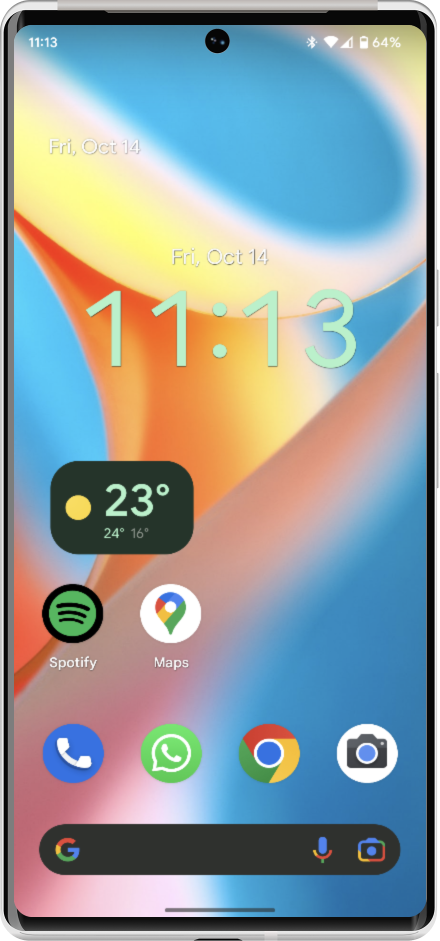 11:13
64%
Fri, Oct 14
Fri, Oct 14
11:13
23°
24° 16°
Spotify
Maps
G